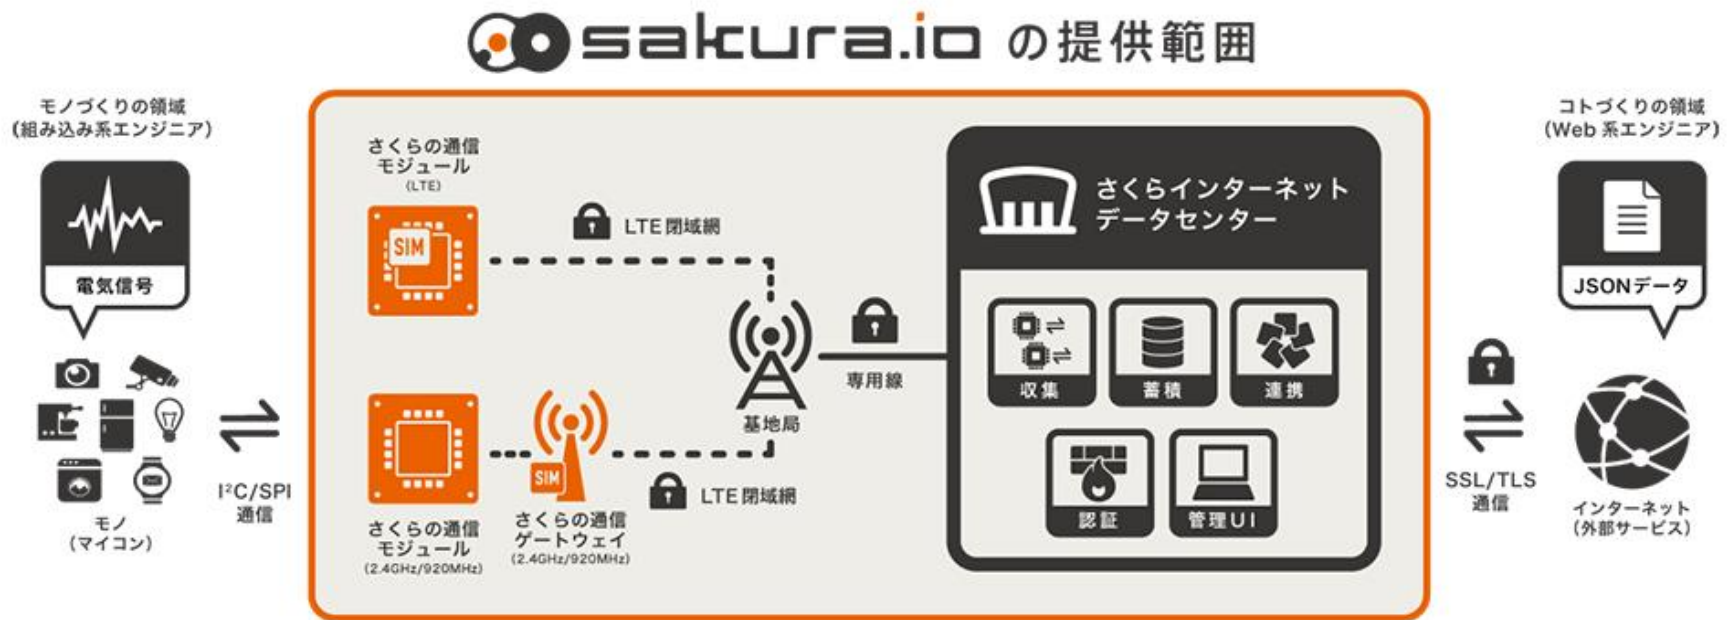 sakura.io の提供範囲
モノづくりの領域
(組み込み系エンジニア)
電気信号
モノ
(マイコン)
I²C/SPI
通信
さくらの通信
モジュール
(LTE)
SIM
LTE閉域網
さくらの通信
モジュール
(2.4GHz/920MHz)
SIM
さくらの通信
ゲートウェイ
(2.4GHz/920MHz)
LTE閉域網
基地局
専用線
さくらインターネット
データセンター
収集
蓄積
連携
認証
管理UI
SSL/TLS
通信
コトづくりの領域
(Web 系エンジニア)
JSONデータ
インターネット
(外部サービス)